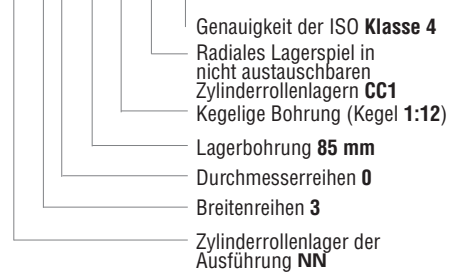 Genauigkeit der ISO Klasse 4
Radiales Lagerspiel in
nicht austauschbaren
Zylinderrollenlagern CC1
Kegelige Bohrung (Kegel 1:12)
Lagerbohrung 85 mm
Durchmesserreihen 0
Breitenreihen 3
Zylinderrollenlager der
Ausführung NN